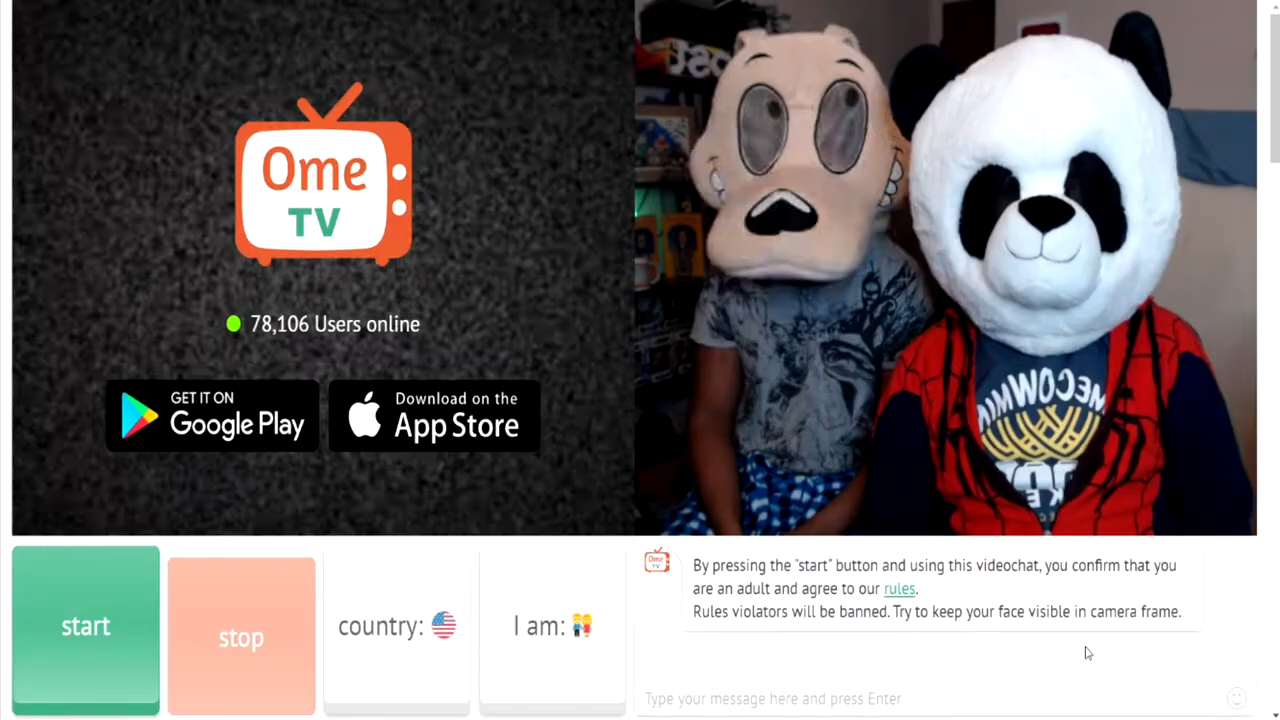 Ome
TV
78,106 Users online
GET IT ON
Google Play
Download on the
App Store
start
stop
country:
I am:
Ome
TV
By pressing the "start" button and using this videochat, you confirm that you
are an adult and agree to our rules.
Rules violators will be banned. Try to keep your face visible in camera frame.
Type your message here and press Enter